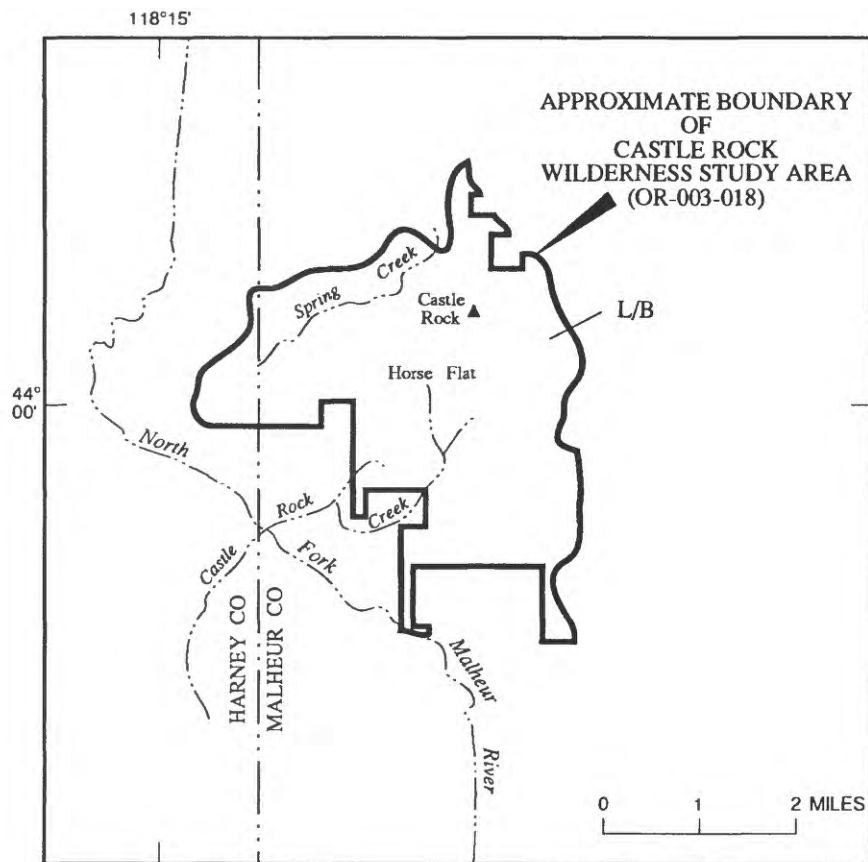 118°15'
APPROXIMATE BOUNDARY
OF
CASTLE ROCK
WILDERNESS STUDY AREA
(OR-003-018)
Spring Creek
Castle
Rock
L/B
Horse Flat
44°
00'
North
Rock
Creek
Castle
Fork
HARNEY CO
MALHEUR CO
Malheur
River
0 1 2 MILES